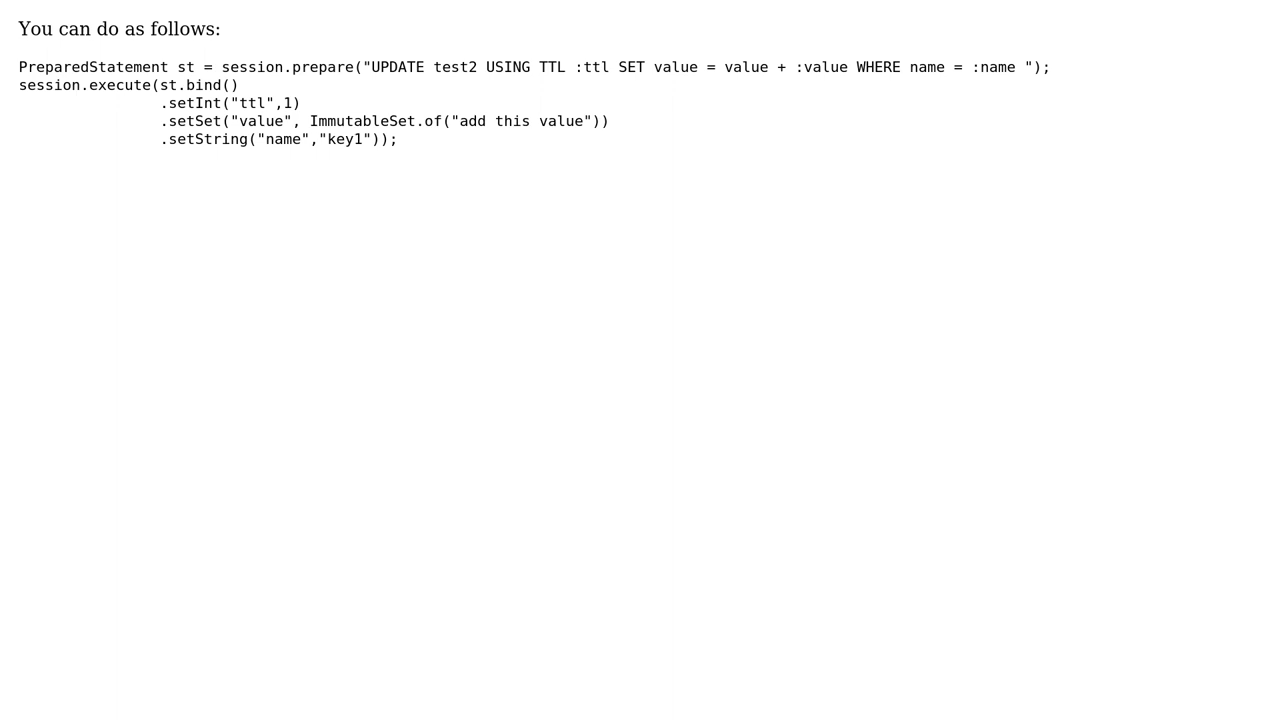 You can do as follows:
PreparedStatement st = session.prepare("UPDATE test2 USING TTL :ttl SET value = value + :value WHERE name = :name ");
session.execute(st.bind()
                .setInt("ttl",1)
                .setSet("value", ImmutableSet.of("add this value"))
                .setString("name","key1"));